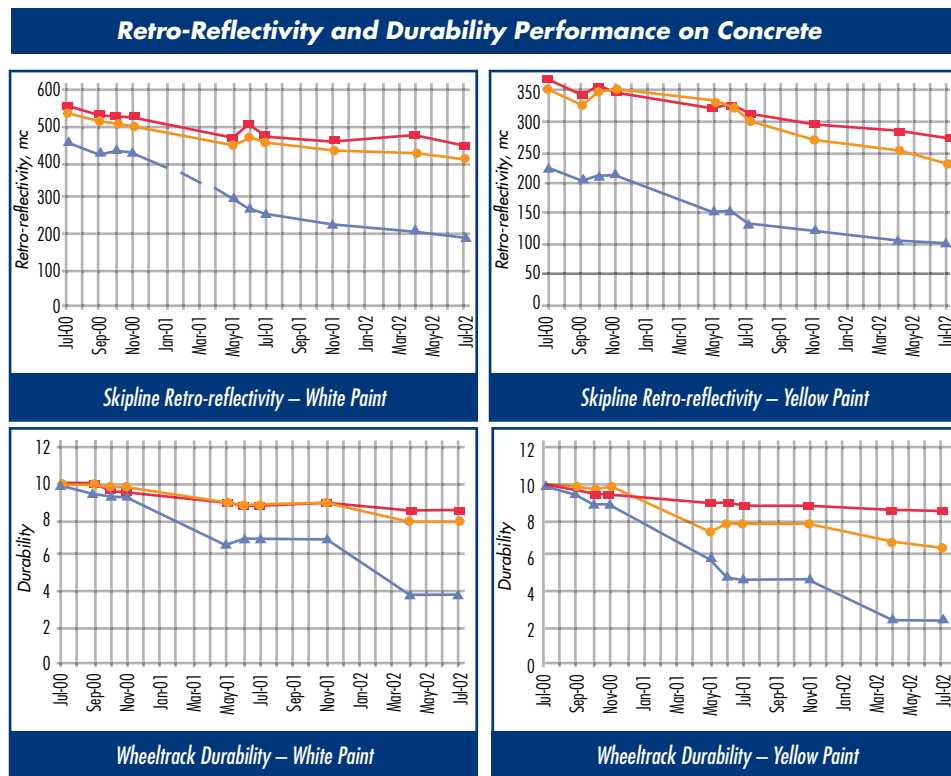 Retro-Reflectivity and Durability Performance on Concrete
Retro-reflectivity, mc
600
500
400
300
200
100
0
Jul-00
Sep-00
Nov-00
Jan-01
Mar-01
May-01
Jul-01
Nov-01
Jan-02
Mar-02
May-02
Jul-02
Skipline Retro-reflectivity – White Paint
Retro-reflectivity, mc
350
300
250
200
150
100
50
0
Jul-00
Sep-00
Nov-00
Jan-01
Mar-01
May-01
Jul-01
Nov-01
Jan-02
Mar-02
May-02
Jul-02
Skipline Retro-reflectivity – Yellow Paint
Durability
12
10
8
6
4
2
0
Jul-00
Sep-00
Nov-00
Jan-01
Mar-01
May-01
Jul-01
Nov-01
Jan-02
Mar-02
May-02
Jul-02
Wheeltrack Durability – White Paint
Durability
12
10
8
6
4
2
0
Jul-00
Sep-00
Nov-00
Jan-01
Mar-01
May-01
Jul-01
Nov-01
Jan-02
Mar-02
May-02
Jul-02
Wheeltrack Durability – Yellow Paint